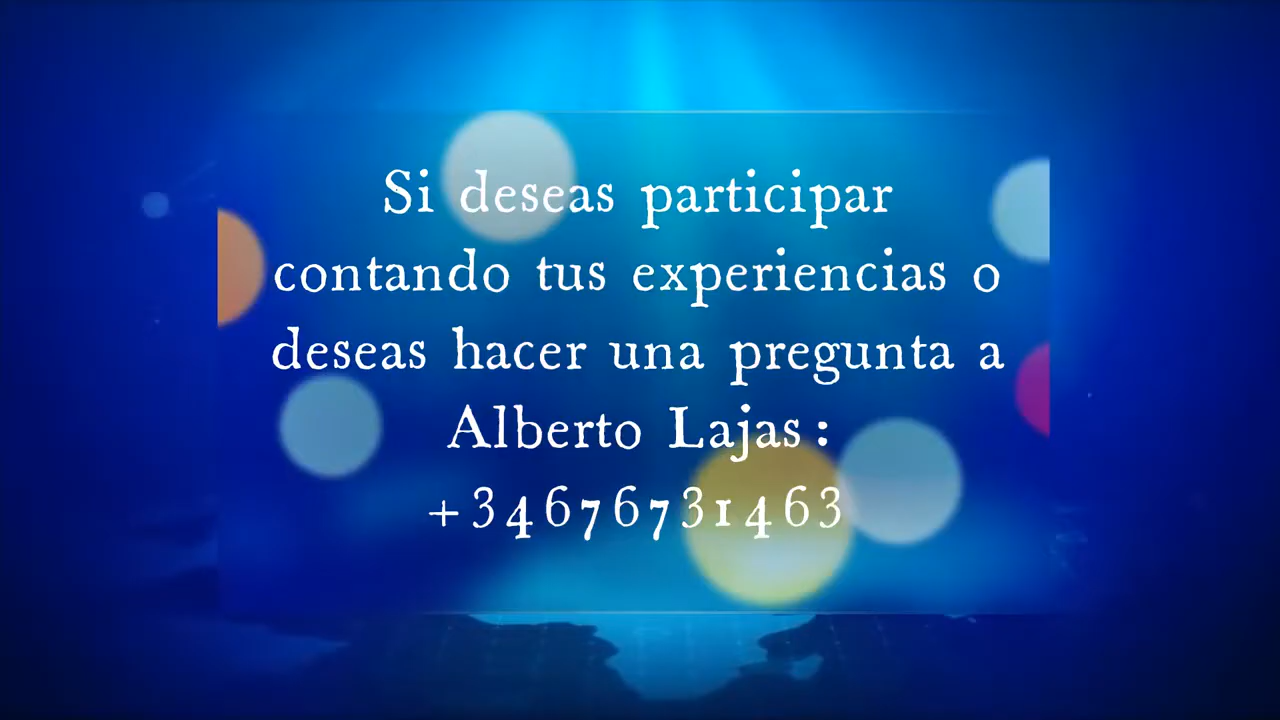 Si deseas participar
contando tus experiencias o
deseas hacer una pregunta a
Alberto Lajas:
+34676731463